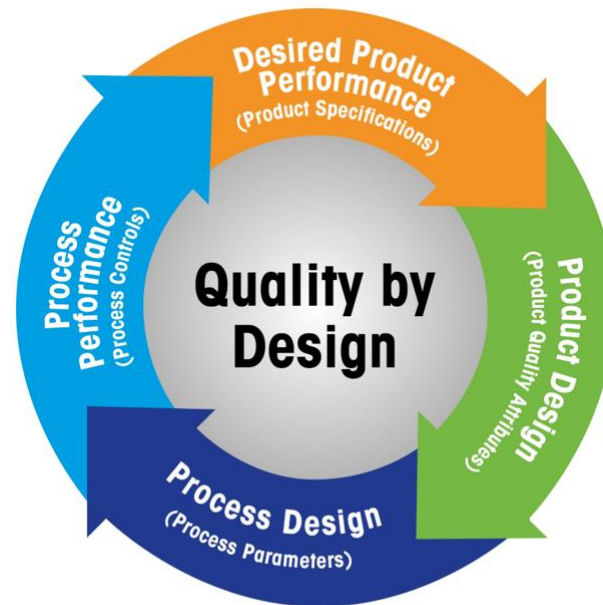 Desired Product
Performance
(Product Specifications)
Product Design
(Product Quality Attributes)
Process Design
(Process Parameters)
Process
Performance
(Process Controls)
Quality by
Design